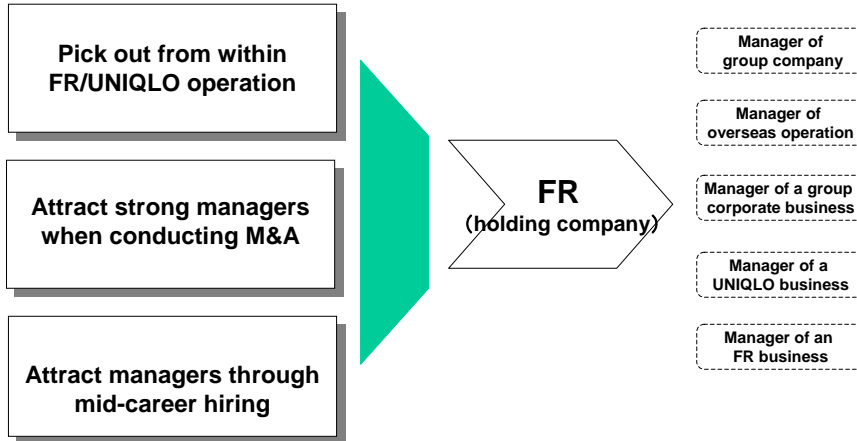 Pick out from within
FR/UNIQLO operation
Attract strong managers
when conducting M&A
Attract managers through
mid-career hiring
FR
（holding company）
Manager of
group company
Manager of
overseas operation
Manager of a group
corporate business
Manager of a
UNIQLO business
Manager of an
FR business